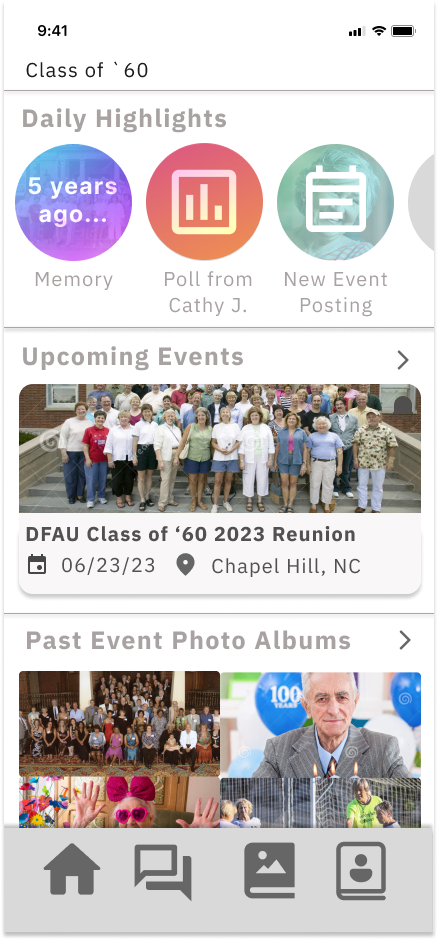 9:41
Class of `60
Daily Highlights
5 years
ago...
Memory
Poll from
Cathy J.
New Event
Posting
Upcoming Events
DFAU Class of ‘60 2023 Reunion
06/23/23
Chapel Hill, NC
Past Event Photo Albums
100
YEARS